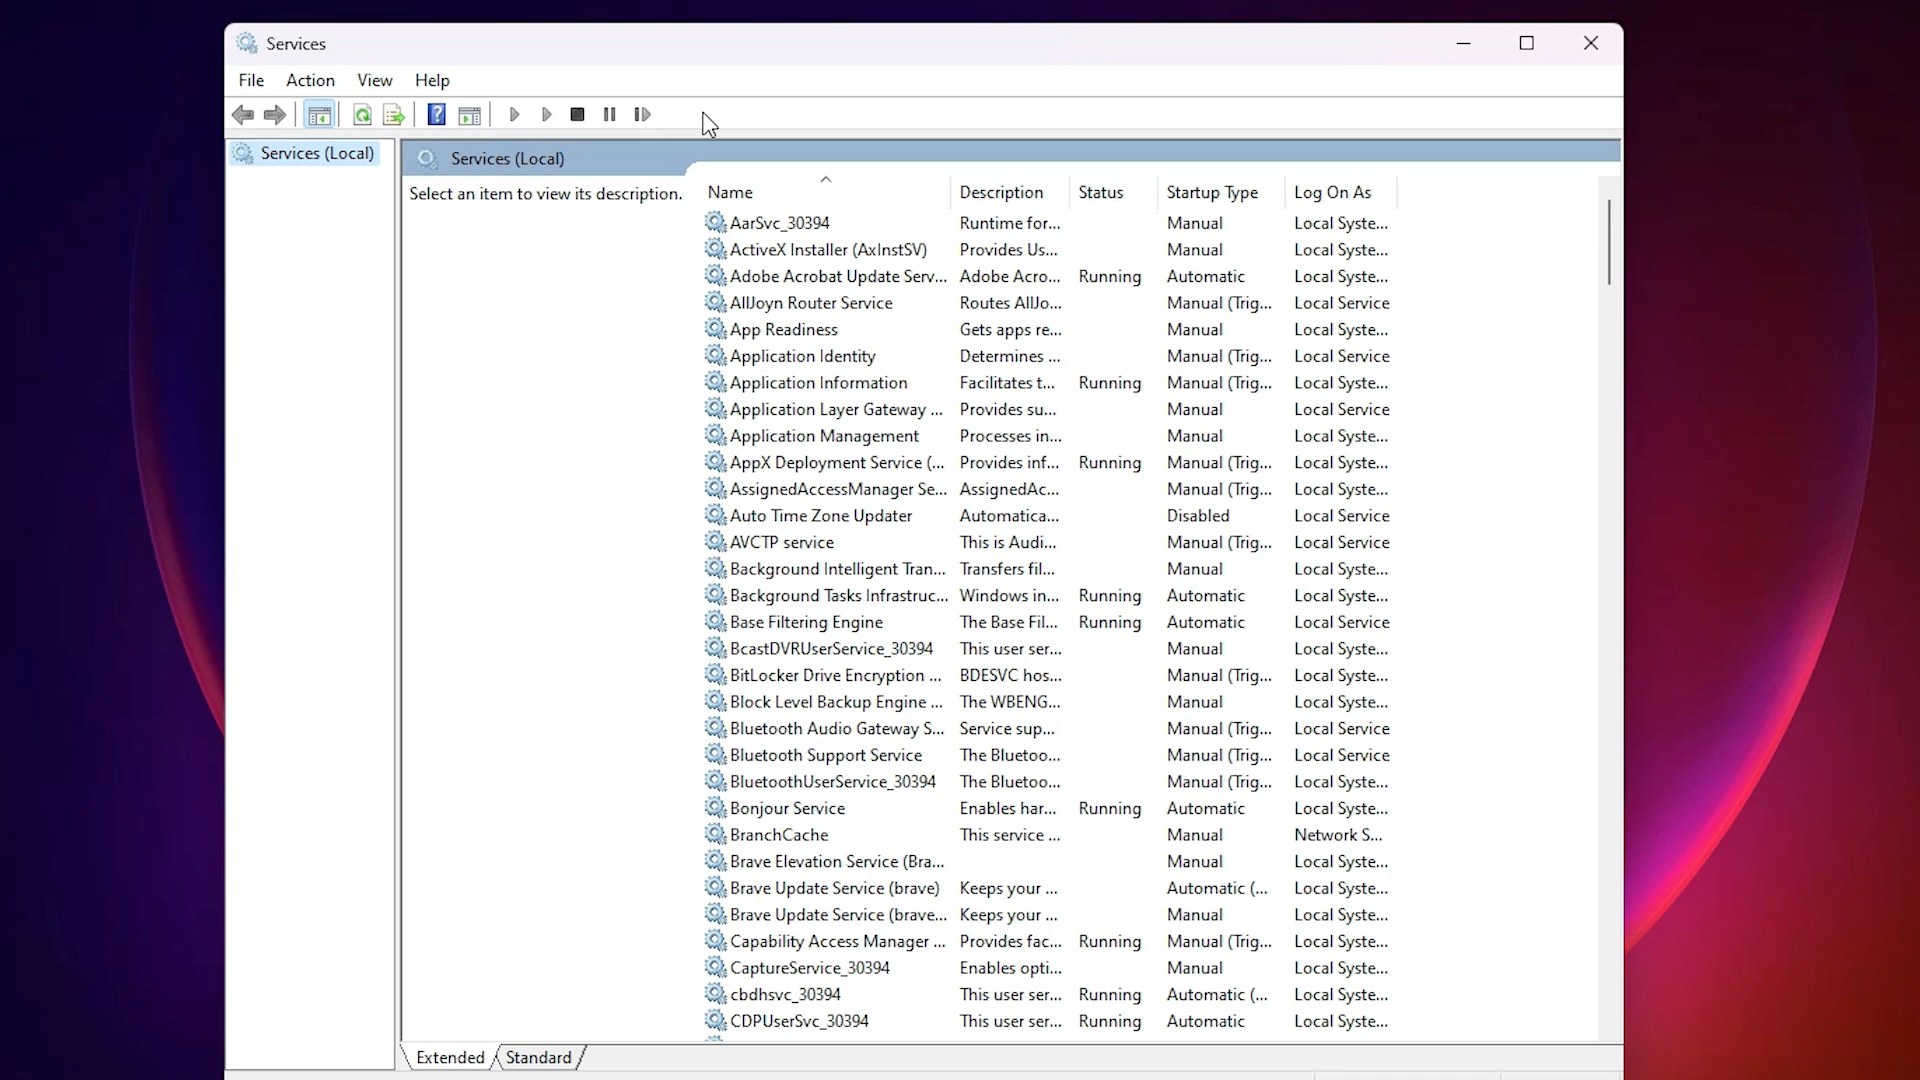 Services
File Action View Help
Services (Local)
Services (Local)
Select an item to view its description.
Name Description Status Startup Type Log On As
AarSvc_30394 Runtime for... Manual Local Syste...
ActiveX Installer (AxInstSV) Provides Us... Manual Local Syste...
Adobe Acrobat Update Serv... Adobe Acro... Running Automatic Local Syste...
AllJoyn Router Service Routes AllJo... Manual (Trig... Local Service
App Readiness Gets apps re... Manual Local Syste...
Application Identity Determines ... Manual (Trig... Local Service
Application Information Facilitates t... Running Manual (Trig... Local Syste...
Application Layer Gateway ... Provides su... Manual Local Service
Application Management Processes in... Manual Local Syste...
AppX Deployment Service (... Provides inf... Running Manual (Trig... Local Syste...
AssignedAccessManager Se... AssignedAc... Manual (Trig... Local Syste...
Auto Time Zone Updater Automatica... Disabled Local Service
AVCTP service This is Audi... Manual (Trig... Local Service
Background Intelligent Tran... Transfers fil... Manual Local Syste...
Background Tasks Infrastruc... Windows in... Running Automatic Local Syste...
Base Filtering Engine The Base Fil... Running Automatic Local Service
BcastDVRUserService_30394 This user ser... Manual Local Syste...
BitLocker Drive Encryption ... BDESVC hos... Manual (Trig... Local Syste...
Block Level Backup Engine ... The WBENG... Manual Local Syste...
Bluetooth Audio Gateway S... Service sup... Manual (Trig... Local Service
Bluetooth Support Service The Bluetoo... Manual (Trig... Local Service
BluetoothUserService_30394 The Bluetoo... Manual (Trig... Local Syste...
Bonjour Service Enables har... Running Automatic Local Syste...
BranchCache This service ... Manual Network S...
Brave Elevation Service (Bra... Manual Local Syste...
Brave Update Service (brave) Keeps your ... Automatic (... Local Syste...
Brave Update Service (brave... Keeps your ... Manual Local Syste...
Capability Access Manager ... Provides fac... Running Manual (Trig... Local Syste...
CaptureService_30394 Enables opti... Manual Local Syste...
cbdhsvc_30394 This user ser... Running Automatic (... Local Syste...
CDPUserSvc_30394 This user ser... Running Automatic Local Syste...
Extended Standard